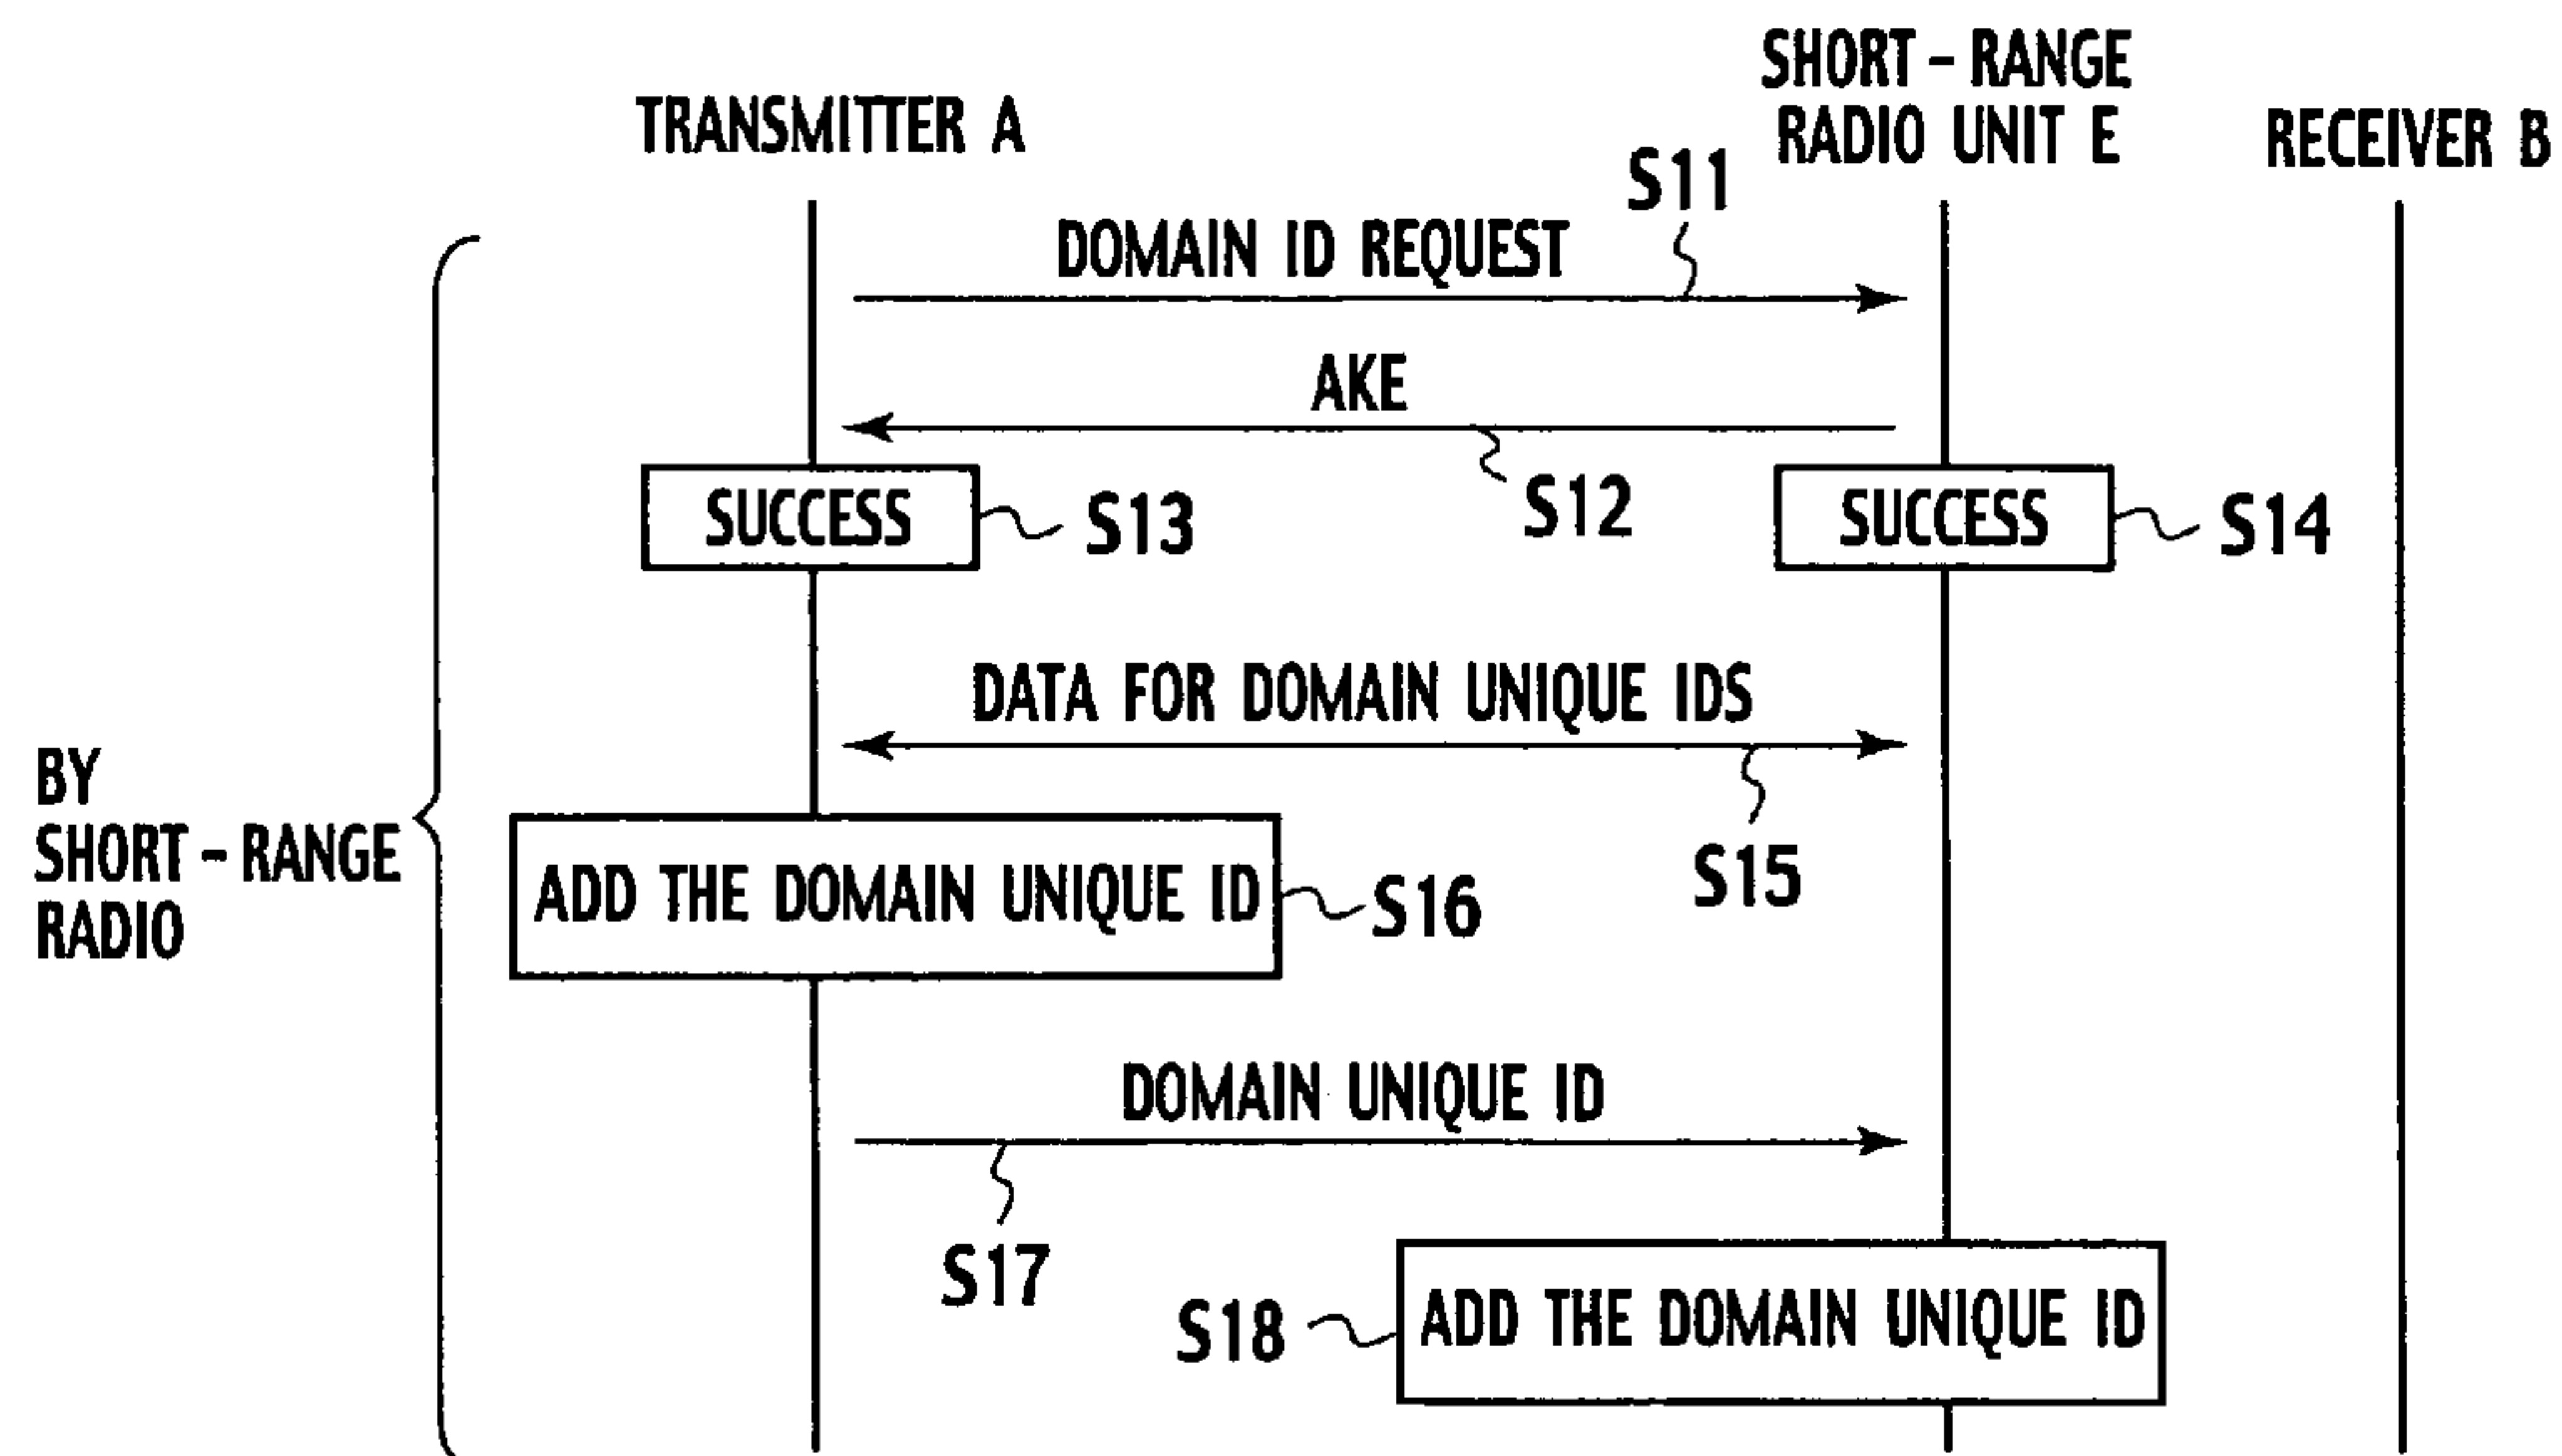 TRANSMITTER A
SHORT-RANGE
RADIO UNIT E
RECEIVER B
S11
DOMAIN ID REQUEST
AKE
S12
SUCCESS
S13
SUCCESS
S14
DATA FOR DOMAIN UNIQUE IDS
S15
BY
SHORT-RANGE
RADIO
ADD THE DOMAIN UNIQUE ID
S16
DOMAIN UNIQUE ID
S17
S18
ADD THE DOMAIN UNIQUE ID